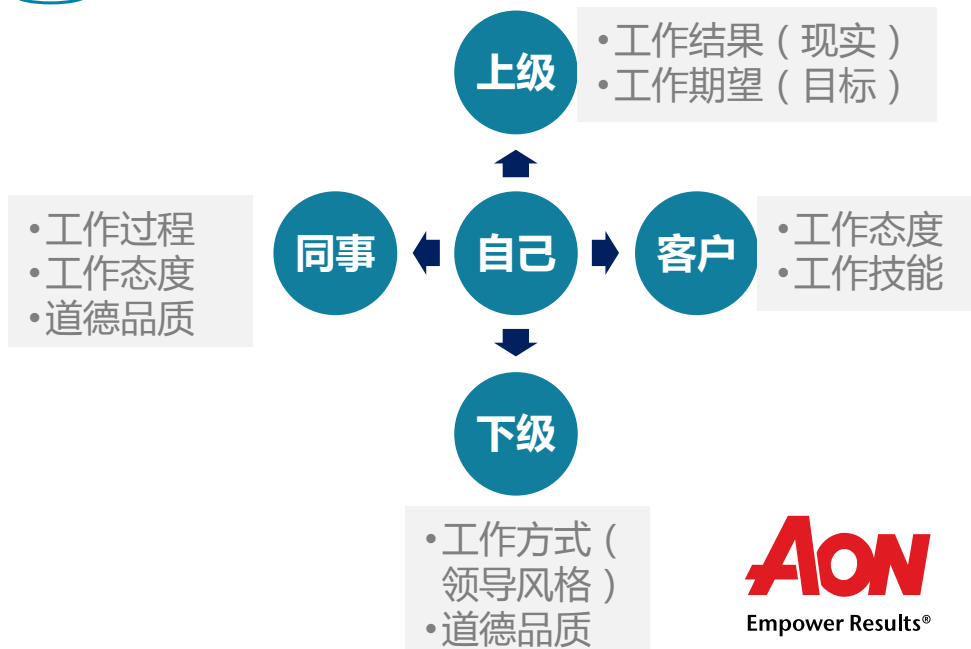 上级
•工作结果（现实）
•工作期望（目标）
•工作过程
•工作态度
•道德品质
同事
自己
客户
•工作态度
•工作技能
下级
•工作方式（
领导风格）
•道德品质
AON
Empower Results®